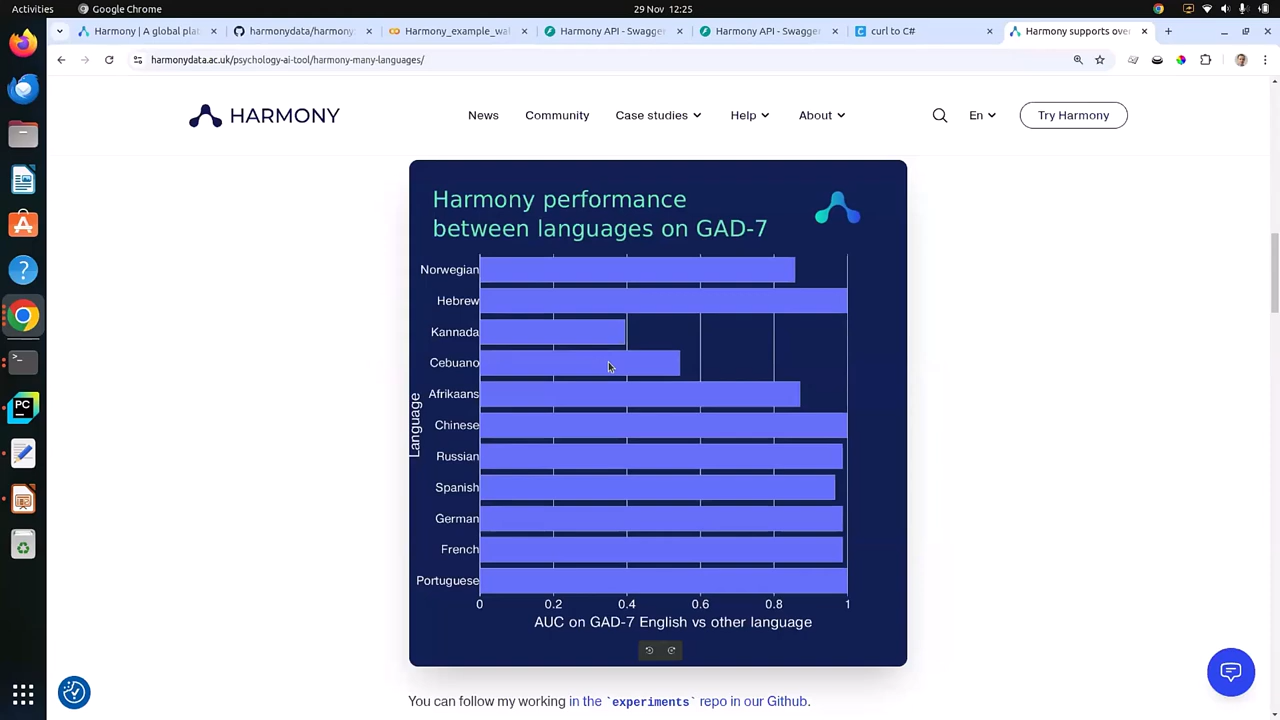 Activities
Google Chrome
29 Nov 12:25
Harmony | A global plat
harmonydata/harmony
Harmony_example_wal
Harmony API - Swagger
Harmony API - Swagger
curl to C#
Harmony supports over
harmonydata.ac.uk/psychology-ai-tool/harmony-many-languages/
HARMONY
News
Community
Case studies
Help
About
En
Try Harmony
Harmony performance
between languages on GAD-7
Norwegian
Hebrew
Kannada
Cebuano
Afrikaans
Chinese
Russian
Spanish
German
French
Portuguese
Language
0 0.2 0.4 0.6 0.8 1
AUC on GAD-7 English vs other language
You can follow my working in the `experiments` repo in our Github.